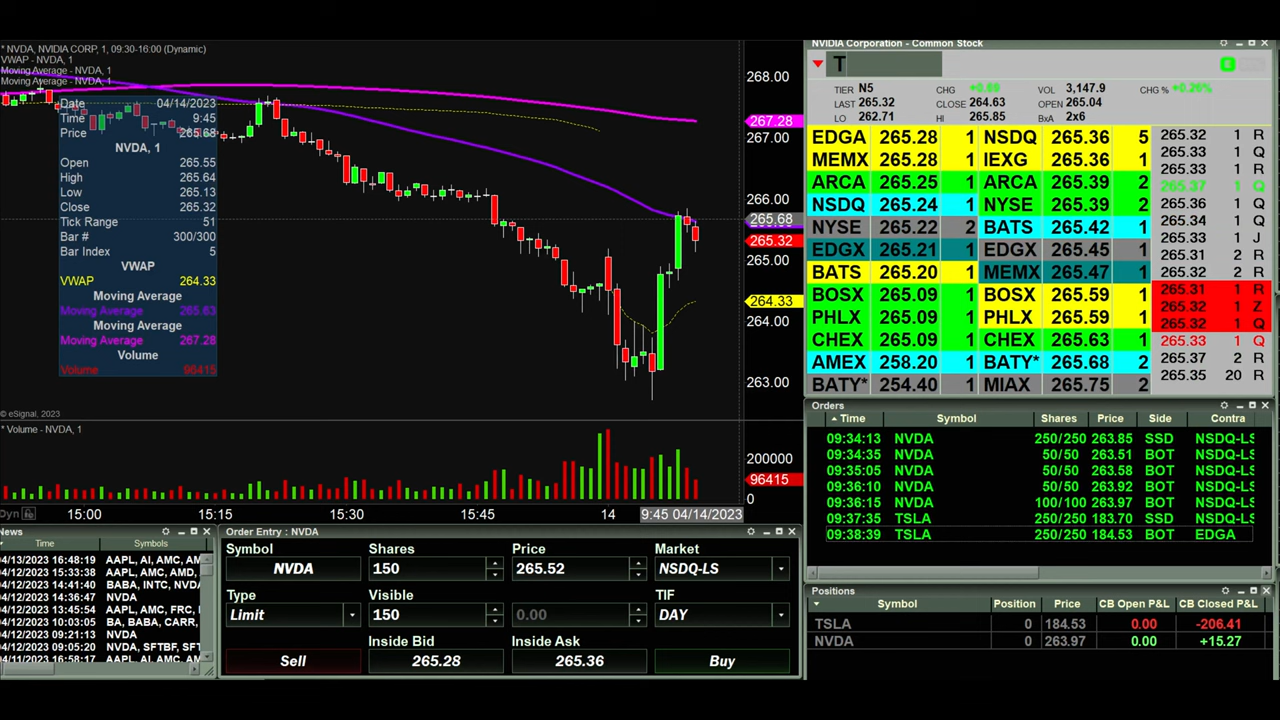 * NVDA, NVIDIA CORP, 1, 09:30-16:00 (Dynamic)
VWAP - NVDA, 1
Moving Average - NVDA, 1
Moving Average - NVDA, 1
Date 04/14/2023
Time 9:45
Price 265.68
NVDA, 1
Open 265.55
High 265.64
Low 265.13
Close 265.32
Tick Range 51
Bar # 300/300
Bar Index 5
VWAP
VWAP 264.33
Moving Average
Moving Average 265.63
Moving Average
Moving Average 267.28
Volume
Volume 96415
© eSignal, 2023
268.00
267.28
267.00
266.00
265.68
265.32
265.00
264.33
264.00
263.00
* Volume - NVDA, 1
200000
96415
0
Dyn 15:00 15:15 15:30 15:45 14 9:45 04/14/2023
News
Time Symbols
04/13/2023 16:48:19 AAPL, AI, AMC, AM
04/12/2023 15:33:38 AAPL, AMC, AMD,
04/12/2023 14:41:40 BABA, INTC, NVDA
04/12/2023 14:36:47 NVDA
04/12/2023 13:45:54 AAPL, AMC, FRC,
04/12/2023 10:03:05 BA, BABA, CARR,
04/12/2023 09:21:13 NVDA
04/12/2023 09:05:20 NVDA, SFTBF, SFT
04/11/2023 16:58:17 AAPL, AI, AMC, AM
Order Entry : NVDA
Symbol Shares Price Market
NVDA 150 265.52 NSDQ-LS
Type Visible TIF
Limit 150 0.00 DAY
Inside Bid Inside Ask
Sell 265.28 265.36 Buy
NVIDIA Corporation - Common Stock
T
TIER N5 CHG +0.69 VOL 3,147.9 CHG % +0.26%
LAST 265.32 CLOSE 264.63 OPEN 265.04
LO 262.71 HI 265.85 BxA 2x6
EDGA 265.28 1 NSDQ 265.36 5
MEMX 265.28 1 IEXG 265.36 1
ARCA 265.25 1 ARCA 265.39 2
NSDQ 265.24 1 NYSE 265.39 2
NYSE 265.22 2 BATS 265.42 1
EDGX 265.21 1 EDGX 265.45 1
BATS 265.20 1 MEMX 265.47 1
BOSX 265.09 1 BOSX 265.59 1
PHLX 265.09 1 PHLX 265.59 1
CHEX 265.09 1 CHEX 265.63 1
AMEX 258.20 1 BATY* 265.68 2
BATY* 254.40 1 MIAX 265.75 2
265.32 1 R
265.33 1 Q
265.33 1 R
265.37 1 Q
265.36 1 Q
265.34 1 Q
265.33 1 J
265.31 2 R
265.32 2 R
265.31 1 R
265.32 1 Z
265.32 1 Q
265.33 1 Q
265.37 2 R
265.35 20 R
Orders
Time Symbol Shares Price Side Contra
09:34:13 NVDA 250/250 263.85 SSD NSDQ-LS
09:34:35 NVDA 50/50 263.51 BOT NSDQ-LS
09:35:05 NVDA 50/50 263.58 BOT NSDQ-LS
09:36:10 NVDA 50/50 263.92 BOT NSDQ-LS
09:36:15 NVDA 100/100 263.97 BOT NSDQ-LS
09:37:35 TSLA 250/250 183.70 SSD NSDQ-LS
09:38:39 TSLA 250/250 184.53 BOT EDGA
Positions
Symbol Position Price CB Open P&L CB Closed P&L
TSLA 0 184.53 0.00 -206.41
NVDA 0 263.97 0.00 +15.27